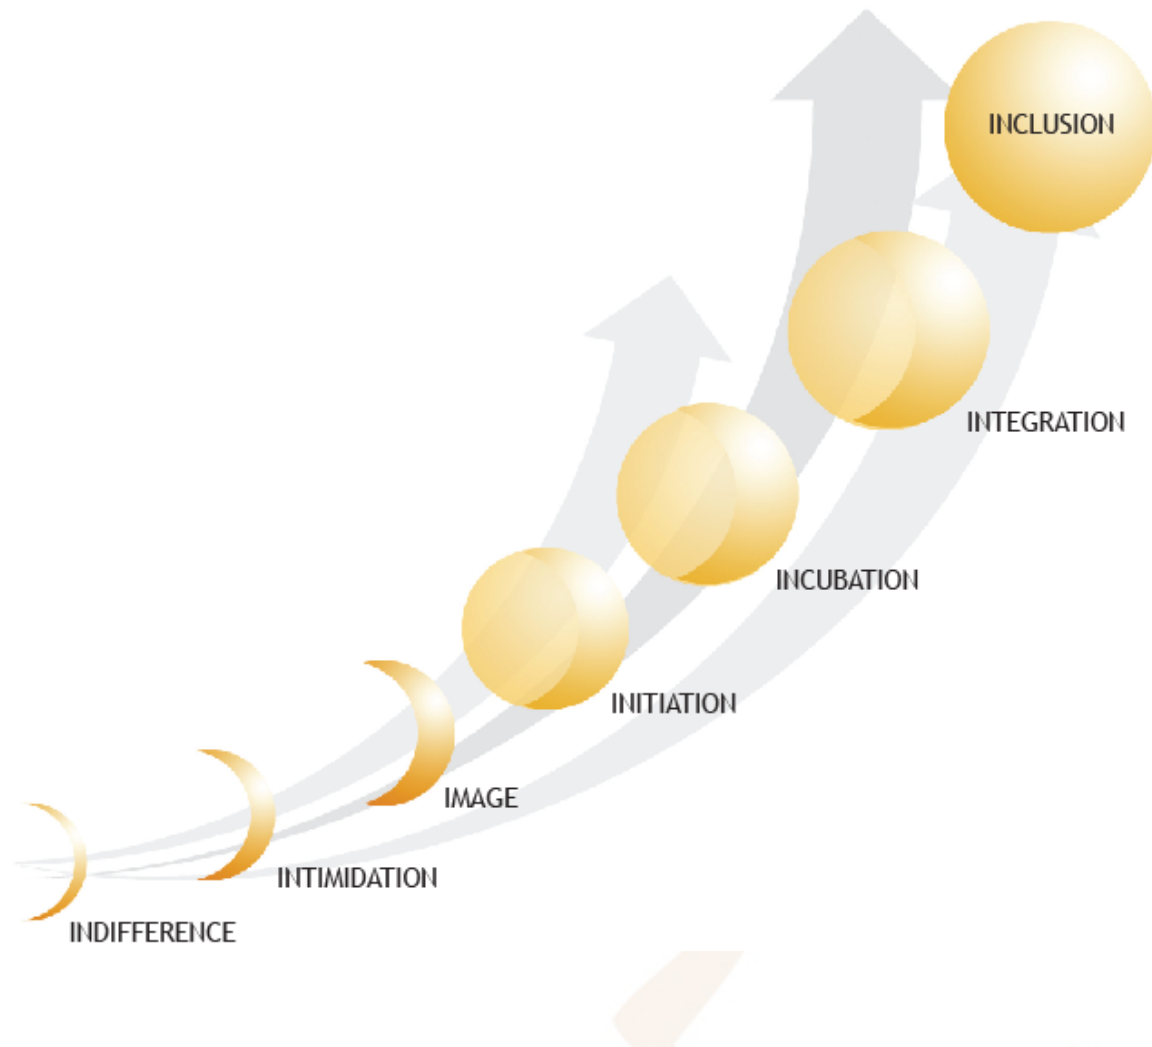 INCLUSION
INTEGRATION
INCUBATION
INITIATION
IMAGE
INTIMIDATION
INDIFFERENCE